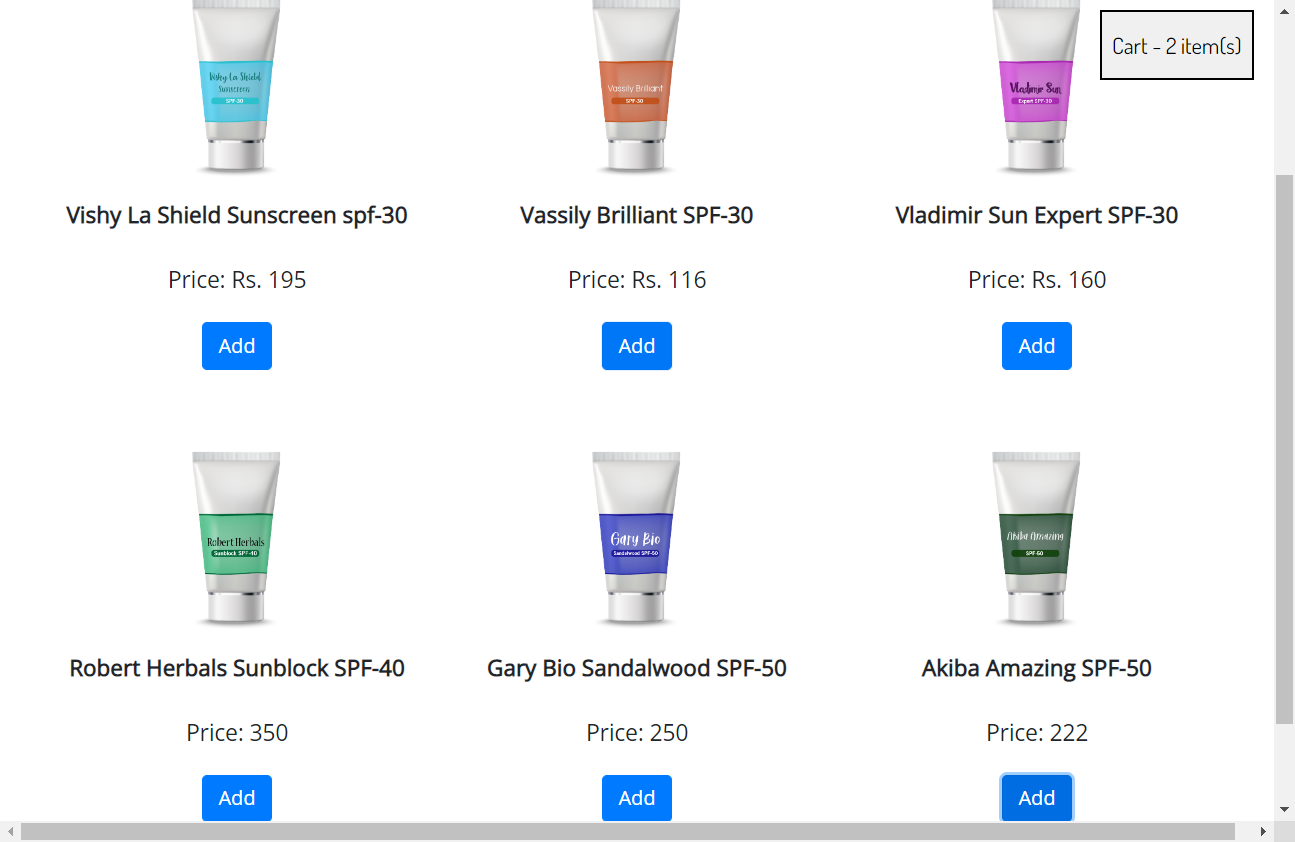 Cart - 2 item(s)
Vishy La Shield
Sunscreen
SPF-30
Vassily Brilliant
SPF-30
Vladimir Sun
Expert SPF-30
Vishy La Shield Sunscreen spf-30
Vassily Brilliant SPF-30
Vladimir Sun Expert SPF-30
Price: Rs. 195
Price: Rs. 116
Price: Rs. 160
Add
Add
Add
Robert Herbals
Sunblock SPF-40
Gary Bio
Sandalwood SPF-50
Akiba Amazing
SPF-50
Robert Herbals Sunblock SPF-40
Gary Bio Sandalwood SPF-50
Akiba Amazing SPF-50
Price: 350
Price: 250
Price: 222
Add
Add
Add